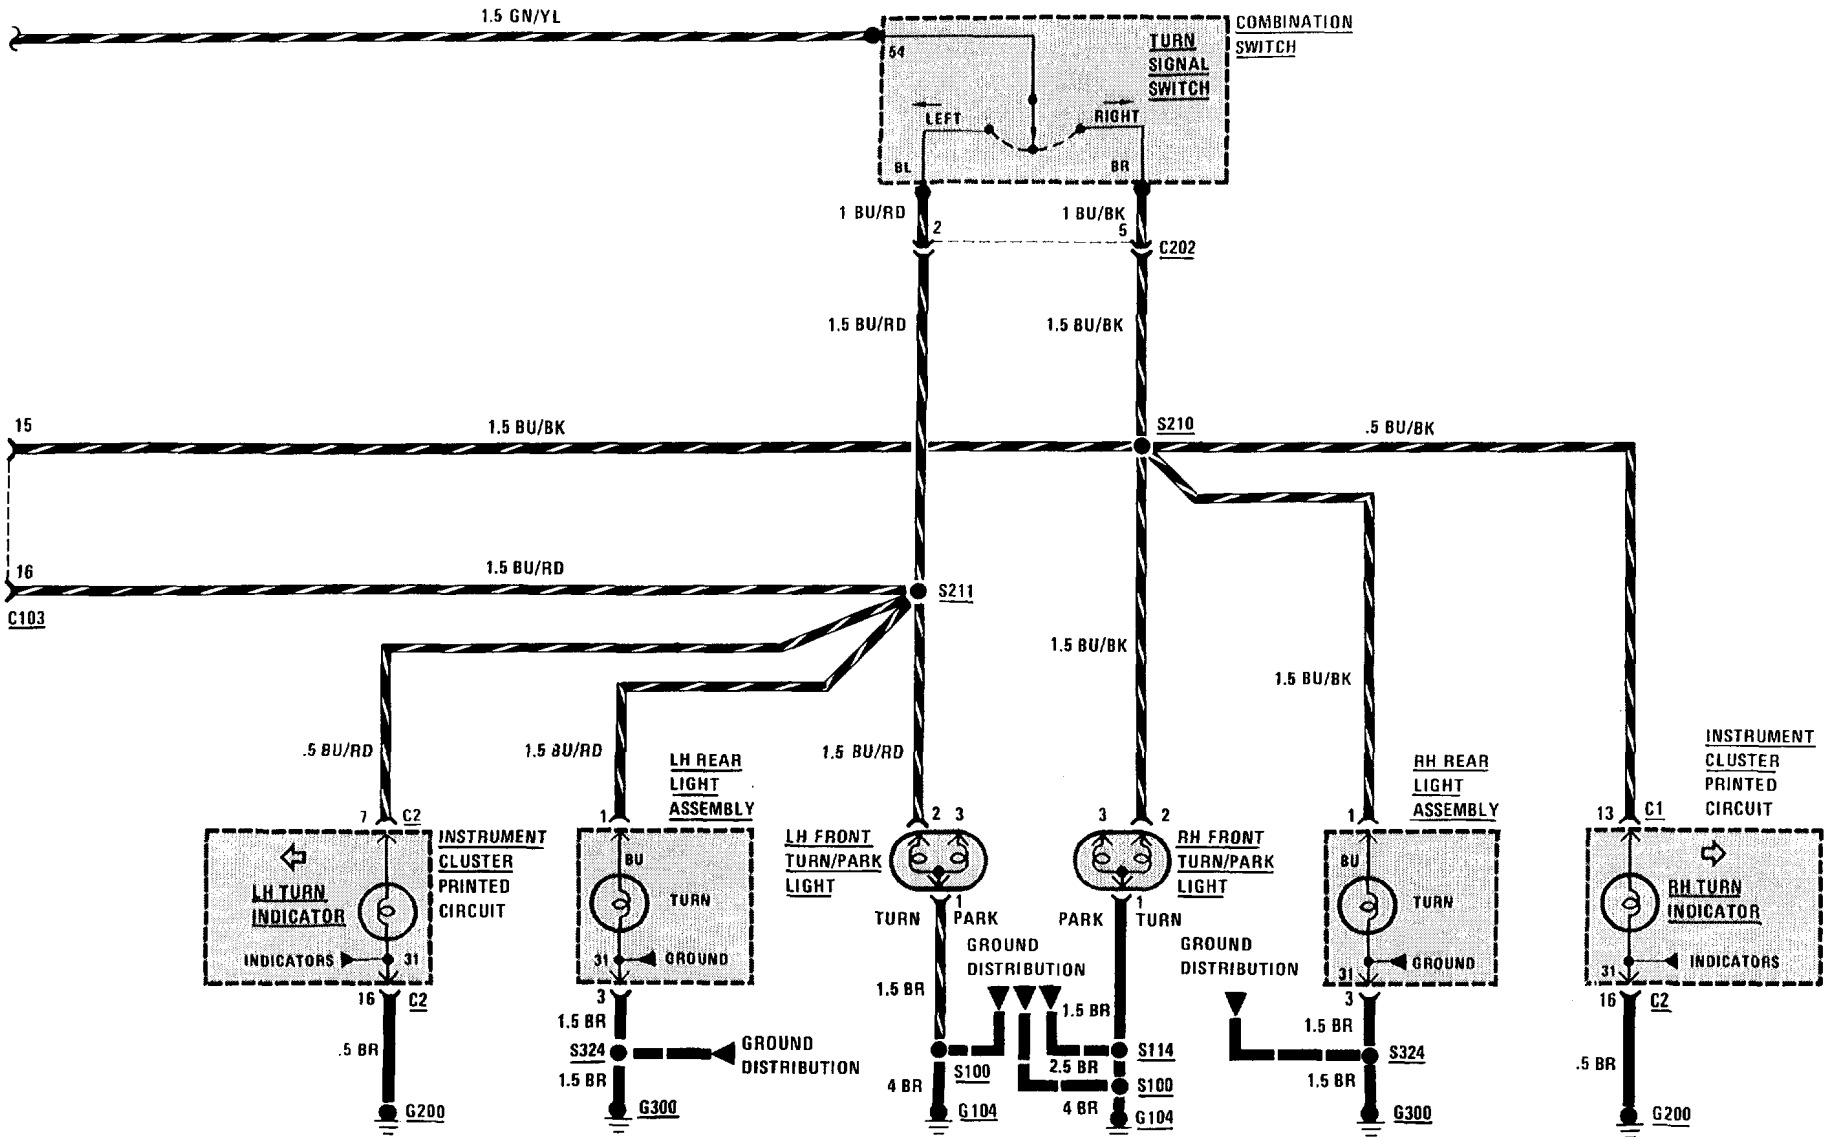 1.5 GN/YL
COMBINATION
SWITCH
54
TURN
SIGNAL
SWITCH
LEFT
RIGHT
BL
BR
1 BU/RD
1 BU/BK
2
5
C202
1.5 BU/RD
1.5 BU/BK
15
1.5 BU/BK
S210
.5 BU/BK
16
1.5 BU/RD
S211
C103
1.5 BU/BK
1.5 BU/BK
.5 BU/RD
1.5 BU/RD
1.5 BU/RD
LH REAR
LIGHT
ASSEMBLY
RH REAR
LIGHT
ASSEMBLY
INSTRUMENT
CLUSTER
PRINTED
CIRCUIT
7
C2
1
2
3
3
2
1
13
C1
INSTRUMENT
CLUSTER
PRINTED
CIRCUIT
LH TURN
INDICATOR
INDICATORS
31
BU
TURN
31
GROUND
LH FRONT
TURN/PARK
LIGHT
RH FRONT
TURN/PARK
LIGHT
BU
TURN
31
GROUND
RH TURN
INDICATOR
31
INDICATORS
1
TURN
PARK
1
PARK
TURN
GROUND
DISTRIBUTION
GROUND
DISTRIBUTION
16
C2
3
1.5 BR
1.5 BR
3
16
C2
.5 BR
1.5 BR
S324
GROUND
DISTRIBUTION
1.5 BR
S100
2.5 BR
S114
S100
1.5 BR
S324
1.5 BR
.5 BR
G200
G300
4 BR
G104
4 BR
G104
G300
G200